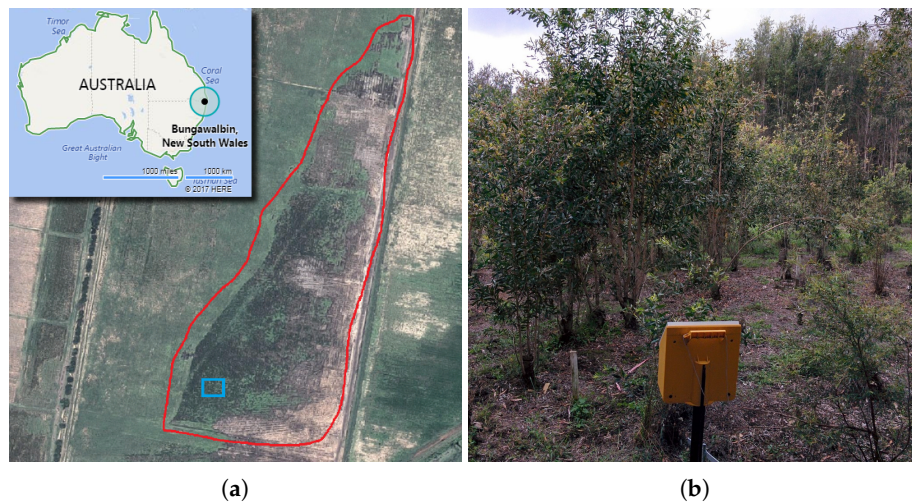 Timor
Sea
AUSTRALIA
Coral
Sea
Bungawalbin,
New South Wales
Great Australian
Bight
1000 miles 1000 km
Tasman Sea
© 2017 HERE
(a)
(b)